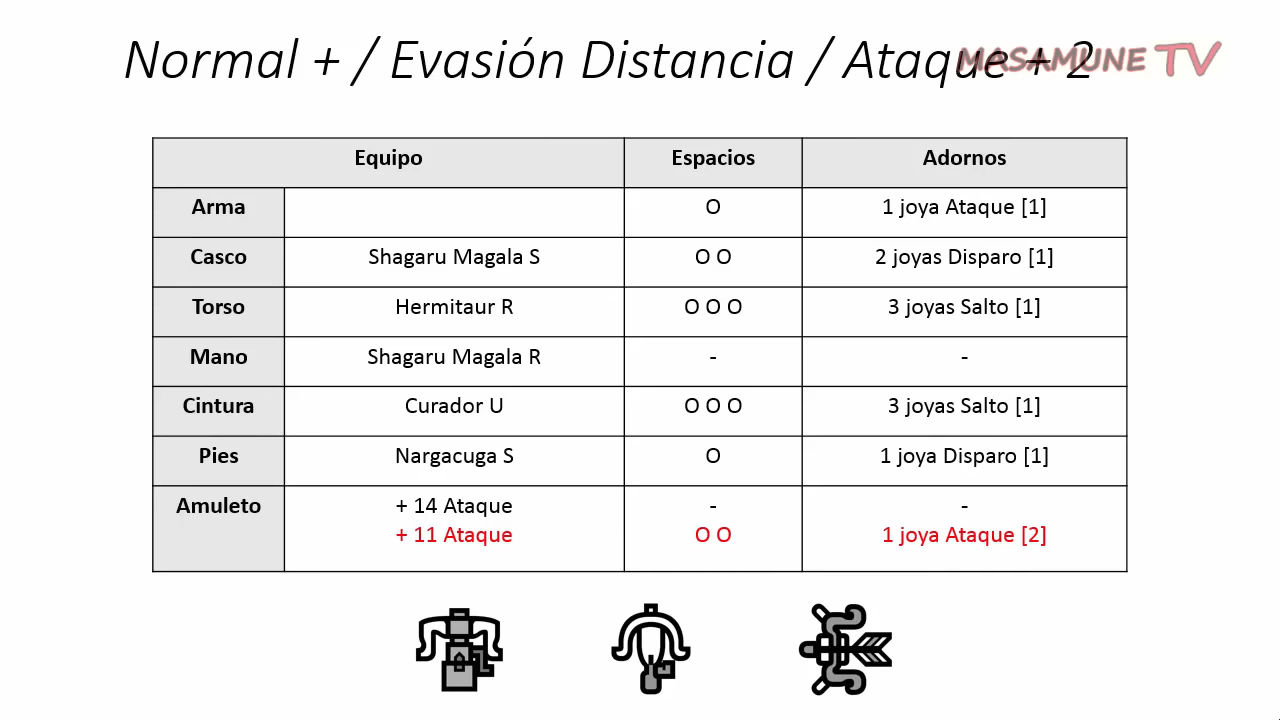 Normal + / Evasión Distancia / Ataque + 2
MASAMUNE TV
Equipo Espacios Adornos
Arma O 1 joya Ataque [1]
Casco Shagaru Magala S O O 2 joyas Disparo [1]
Torso Hermitaur R O O O 3 joyas Salto [1]
Mano Shagaru Magala R - -
Cintura Curador U O O O 3 joyas Salto [1]
Pies Nargacuga S O 1 joya Disparo [1]
Amuleto + 14 Ataque - -
+ 11 Ataque O O 1 joya Ataque [2]